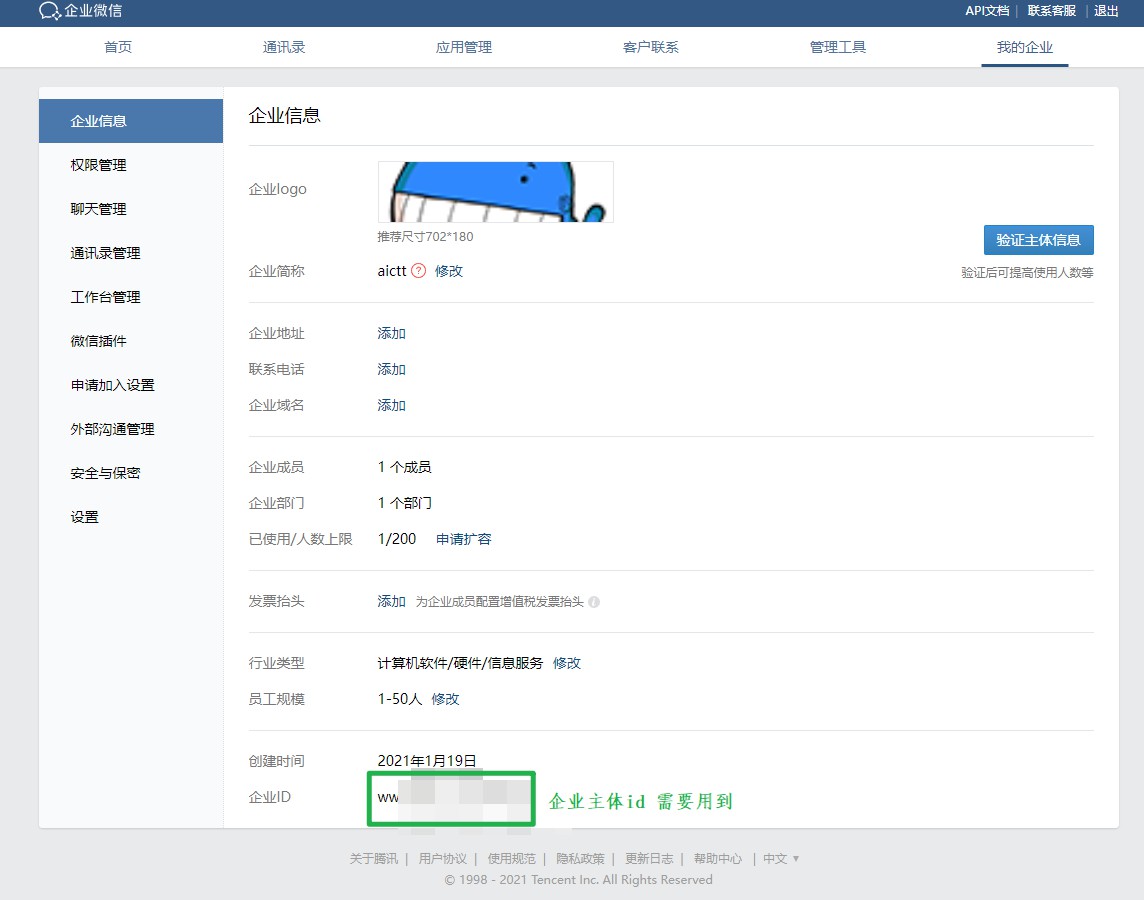 企业微信
API文档 | 联系客服 | 退出
首页 通讯录 应用管理 客户联系 管理工具 我的企业
企业信息
权限管理
聊天管理
通讯录管理
工作台管理
微信插件
申请加入设置
外部沟通管理
安全与保密
设置
企业信息
企业logo
推荐尺寸702*180
验证主体信息
验证后可提高使用人数等
企业简称 aictt ? 修改
企业地址 添加
联系电话 添加
企业域名 添加
企业成员 1 个成员
企业部门 1 个部门
已使用/人数上限 1/200 申请扩容
发票抬头 添加 为企业成员配置增值税发票抬头 i
行业类型 计算机软件/硬件/信息服务 修改
员工规模 1-50人 修改
创建时间 2021年1月19日
企业ID ww
企业主体id 需要用到
关于腾讯 | 用户协议 | 使用规范 | 隐私政策 | 更新日志 | 帮助中心 | 中文 ▼
© 1998 - 2021 Tencent Inc. All Rights Reserved